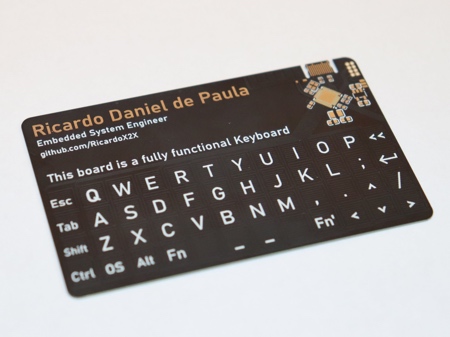 Ricardo Daniel de Paula
Embedded System Engineer
github.com/RicardoX2X
This board is a fully functional Keyboard
Esc Q W E R T Y U I O P <<
Tab A S D F G H J K L ; ↵
Shift Z X C V B N M , . ^ /
Ctrl OS Alt Fn _ _ Fn' < ˅ >